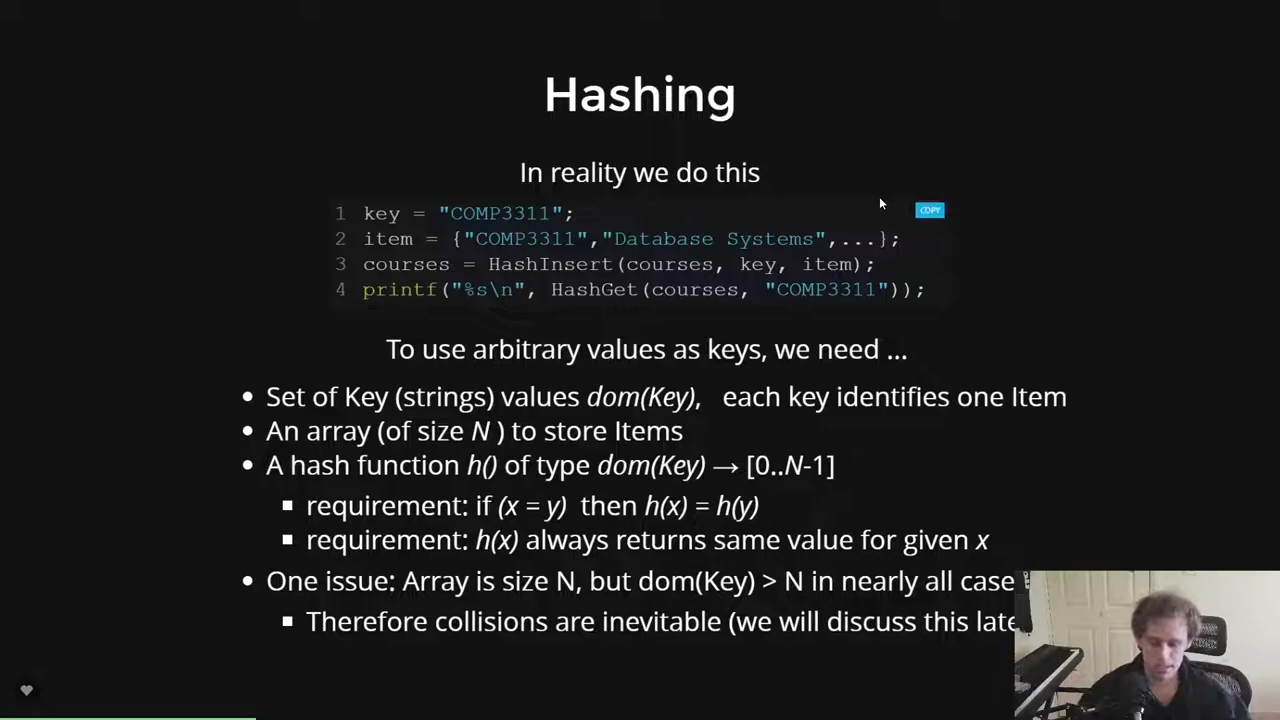 Hashing
In reality we do this
COPY
1 key = "COMP3311";
2 item = {"COMP3311","Database Systems",...};
3 courses = HashInsert(courses, key, item);
4 printf("%s\n", HashGet(courses, "COMP3311"));
To use arbitrary values as keys, we need ...
• Set of Key (strings) values dom(Key), each key identifies one Item
• An array (of size N ) to store Items
• A hash function h() of type dom(Key) → [0..N-1]
▪ requirement: if (x = y) then h(x) = h(y)
▪ requirement: h(x) always returns same value for given x
• One issue: Array is size N, but dom(Key) > N in nearly all case
▪ Therefore collisions are inevitable (we will discuss this late